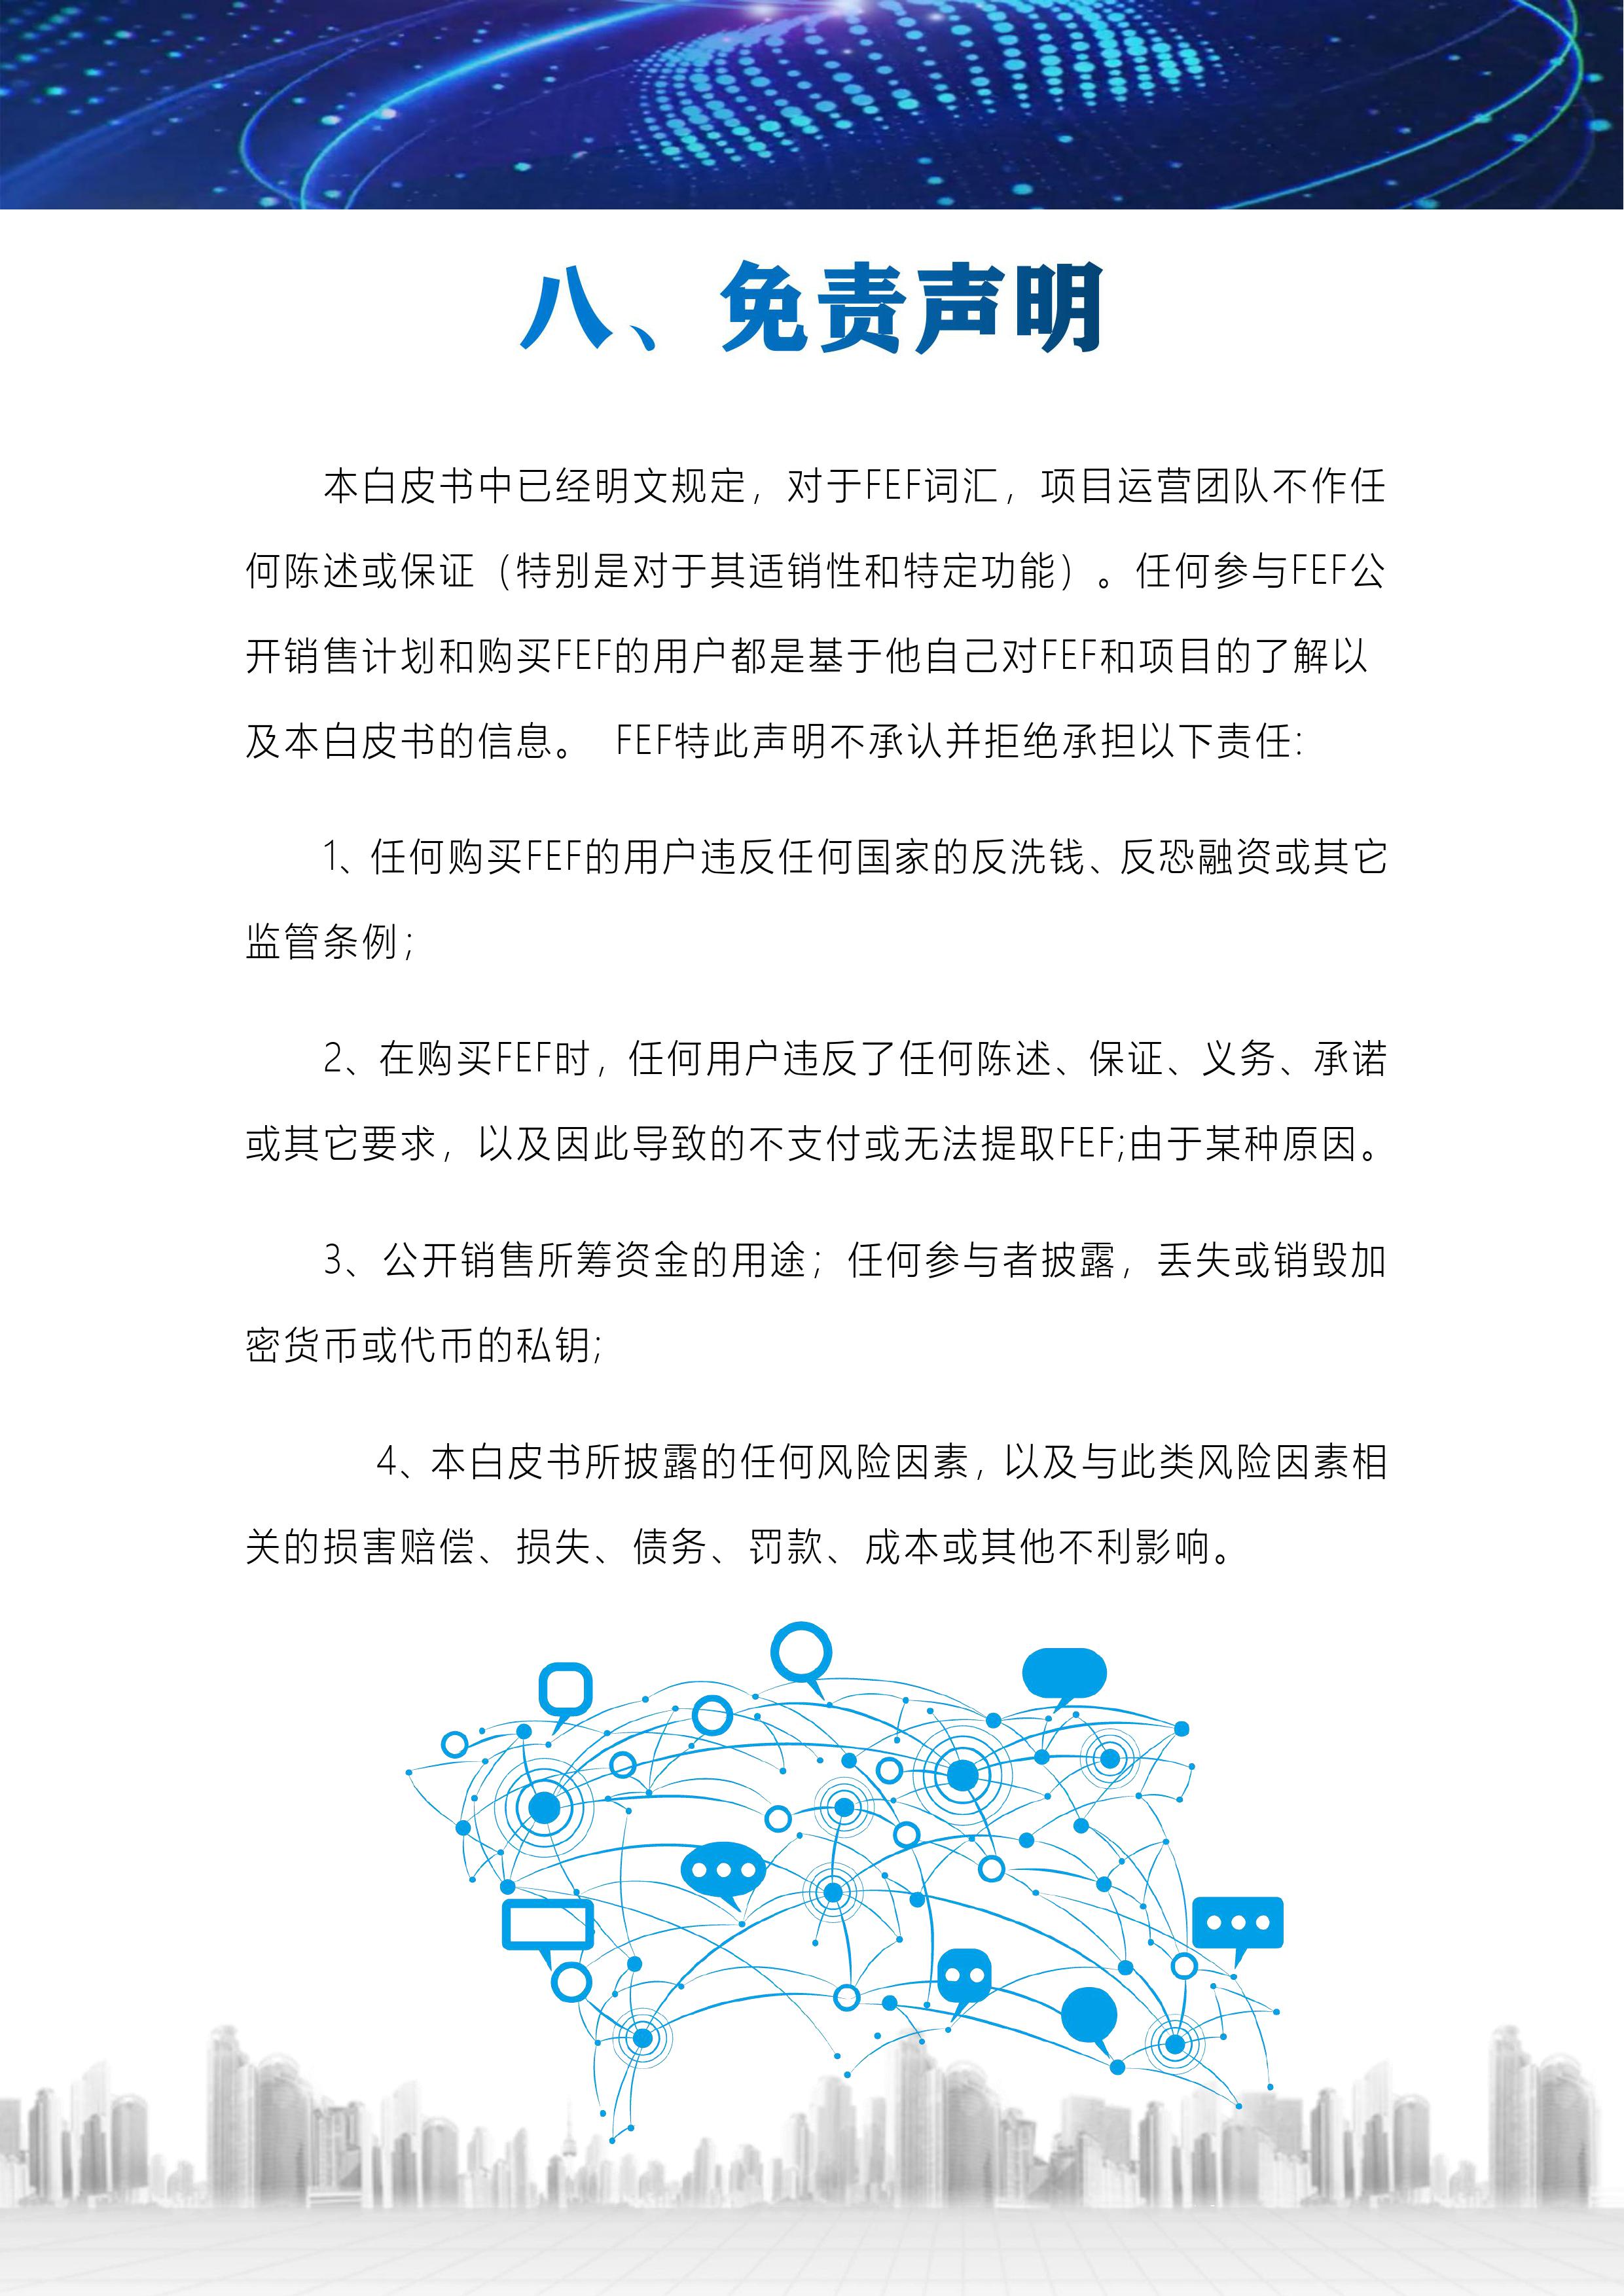 八、免责声明
本白皮书中已经明文规定，对于FEF词汇，项目运营团队不作任
何陈述或保证（特别是对于其适销性和特定功能）。任何参与FEF公
开销售计划和购买FEF的用户都是基于他自己对FEF和项目的了解以
及本白皮书的信息。 FEF特此声明不承认并拒绝承担以下责任：
1、任何购买FEF的用户违反任何国家的反洗钱、反恐融资或其它
监管条例；
2、在购买FEF时，任何用户违反了任何陈述、保证、义务、承诺
或其它要求，以及因此导致的不支付或无法提取FEF;由于某种原因。
3、公开销售所筹资金的用途；任何参与者披露，丢失或销毁加
密货币或代币的私钥;
4、本白皮书所披露的任何风险因素，以及与此类风险因素相
关的损害赔偿、损失、债务、罚款、成本或其他不利影响。